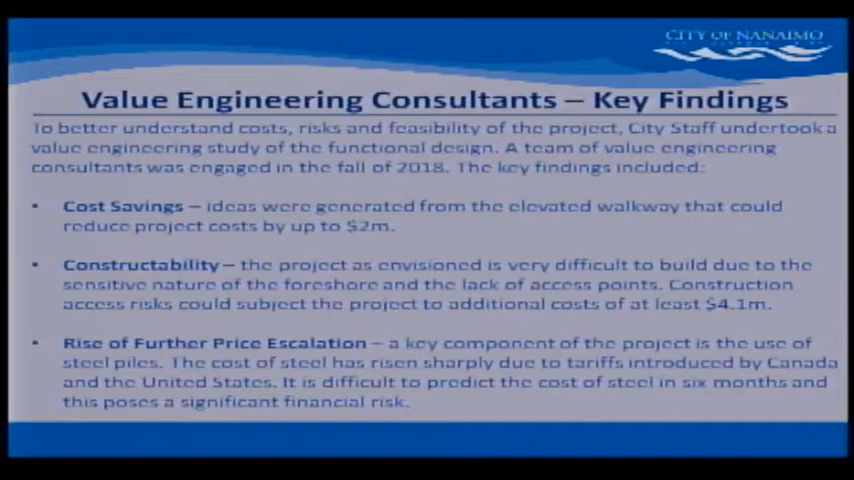 CITY OF NANAIMO
Value Engineering Consultants – Key Findings
To better understand costs, risks and feasibility of the project, City Staff undertook a
value engineering study of the functional design. A team of value engineering
consultants was engaged in the fall of 2018. The key findings included:
• Cost Savings – ideas were generated from the elevated walkway that could
reduce project costs by up to $2m.
• Constructability – the project as envisioned is very difficult to build due to the
sensitive nature of the foreshore and the lack of access points. Construction
access risks could subject the project to additional costs of at least $4.1m.
• Rise of Further Price Escalation – a key component of the project is the use of
steel piles. The cost of steel has risen sharply due to tariffs introduced by Canada
and the United States. It is difficult to predict the cost of steel in six months and
this poses a significant financial risk.